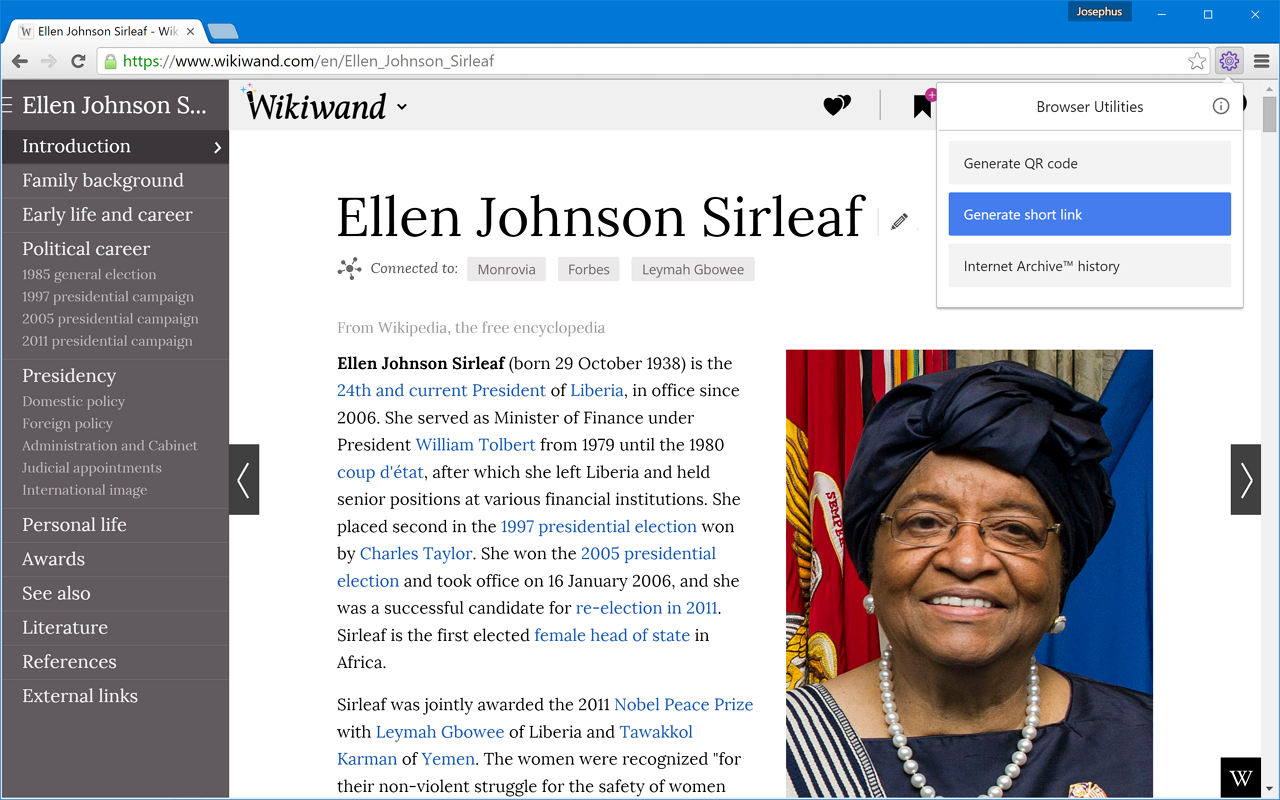 Josephus
W Ellen Johnson Sirleaf - Wik
https://www.wikiwand.com/en/Ellen_Johnson_Sirleaf
Ellen Johnson S...
Introduction
Family background
Early life and career
Political career
1985 general election
1997 presidential campaign
2005 presidential campaign
2011 presidential campaign
Presidency
Domestic policy
Foreign policy
Administration and Cabinet
Judicial appointments
International image
Personal life
Awards
See also
Literature
References
External links
Wikiwand
Browser Utilities
Generate QR code
Generate short link
Internet Archive™ history
Ellen Johnson Sirleaf
Connected to: Monrovia Forbes Leymah Gbowee
From Wikipedia, the free encyclopedia
Ellen Johnson Sirleaf (born 29 October 1938) is the
24th and current President of Liberia, in office since
2006. She served as Minister of Finance under
President William Tolbert from 1979 until the 1980
coup d'état, after which she left Liberia and held
senior positions at various financial institutions. She
placed second in the 1997 presidential election won
by Charles Taylor. She won the 2005 presidential
election and took office on 16 January 2006, and she
was a successful candidate for re-election in 2011.
Sirleaf is the first elected female head of state in
Africa.
Sirleaf was jointly awarded the 2011 Nobel Peace Prize
with Leymah Gbowee of Liberia and Tawakkol
Karman of Yemen. The women were recognized "for
their non-violent struggle for the safety of women
SEMPER
W